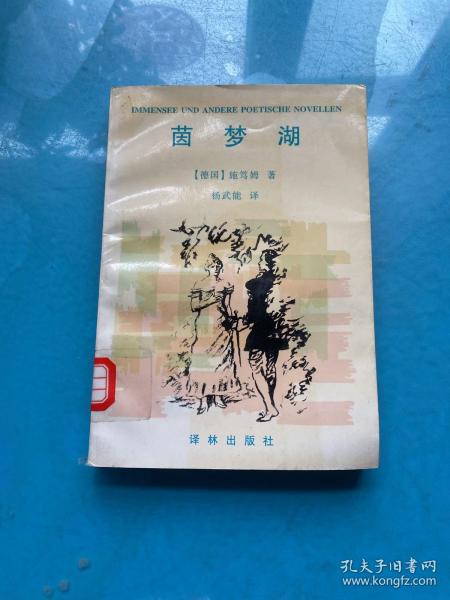 IMMENSEE UND ANDERE POETISCHE NOVELLEN
茵梦湖
【德国】施笃姆 著
杨武能 译
译林出版社
孔夫子旧书网
www.kongfz.com